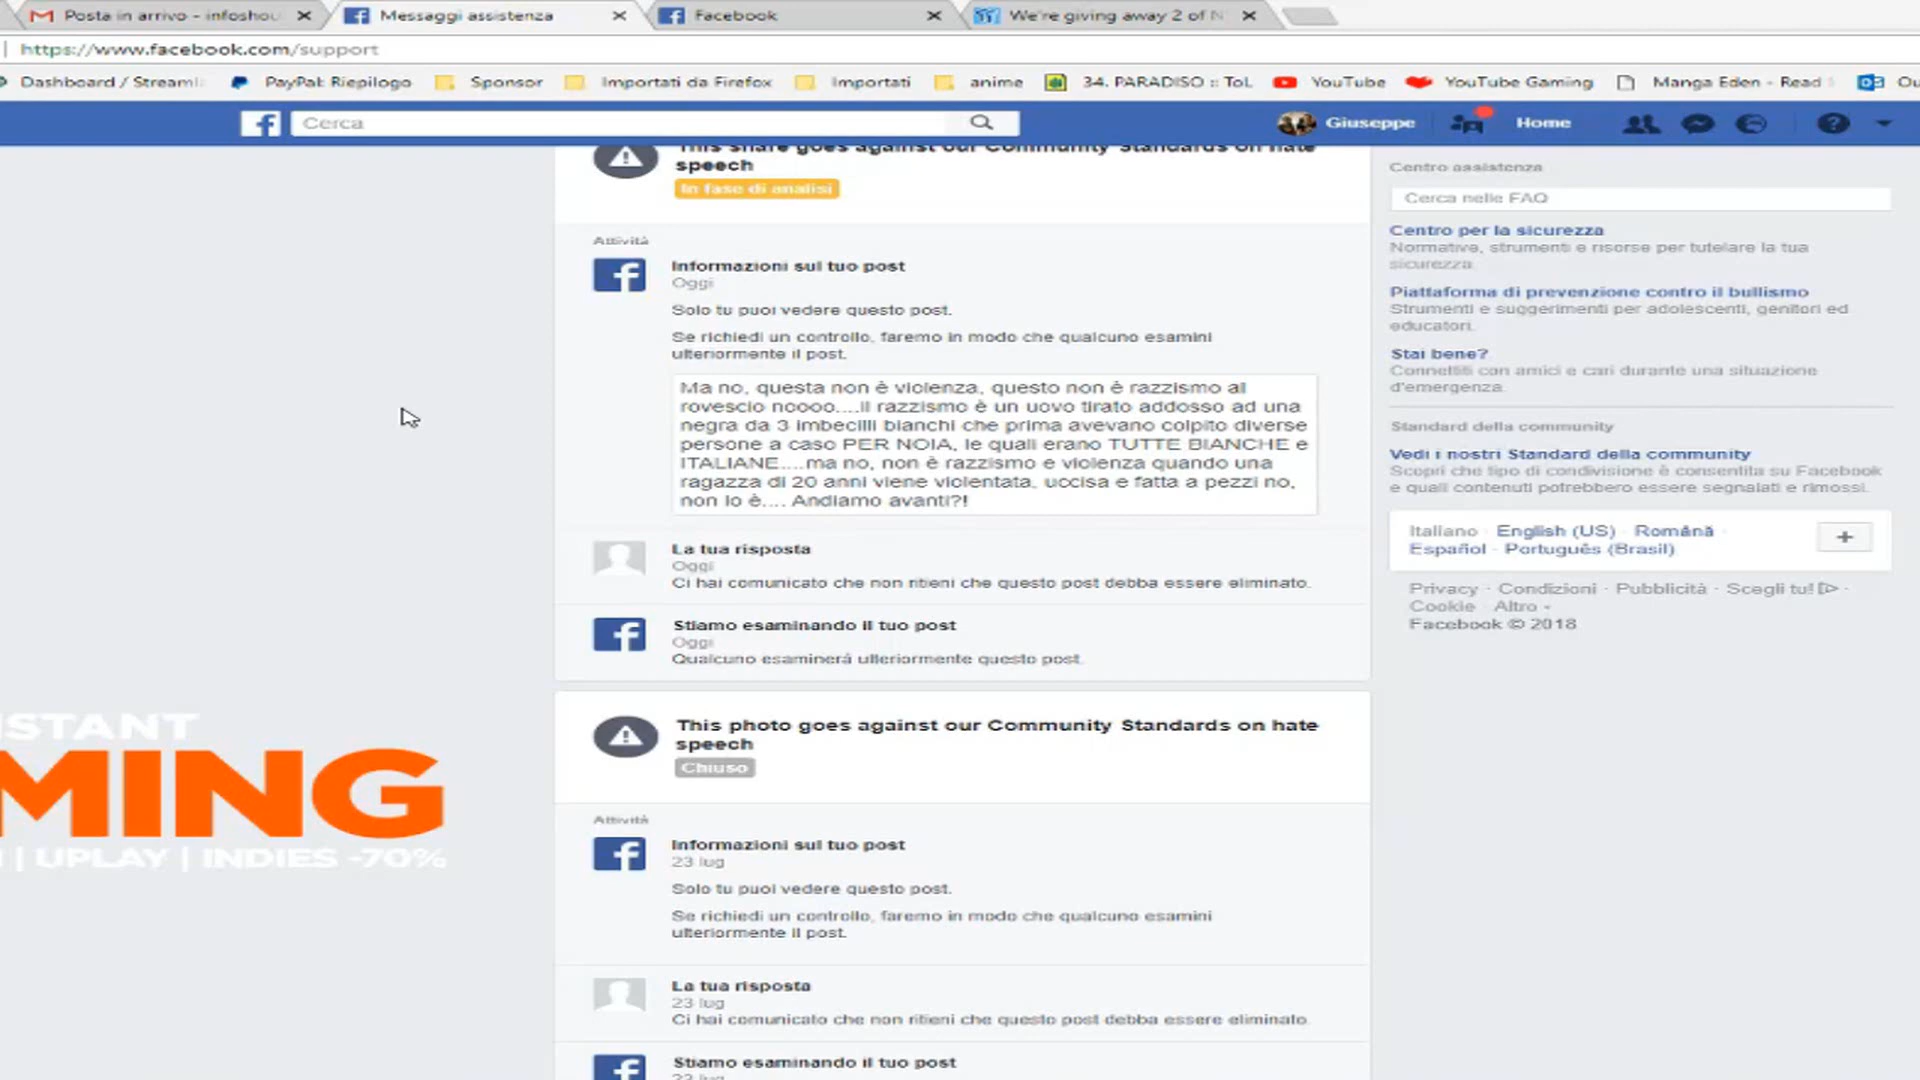 Posta in arrivo - infoshou
Messaggi assistenza
Facebook
We're giving away 2 of N
https://www.facebook.com/support
Dashboard / Streaml
PayPal: Riepilogo
Sponsor
Importati da Firefox
Importati
anime
34. PARADISO :: ToL
YouTube
YouTube Gaming
Manga Eden - Read
Ou
Cerca
Giuseppe
Home
This share goes against our Community Standards on hate
speech
In fase di analisi
Attività
Informazioni sul tuo post
Oggi
Solo tu puoi vedere questo post.
Se richiedi un controllo, faremo in modo che qualcuno esamini
ulteriormente il post.
Ma no, questa non è violenza, questo non è razzismo al
rovescio noooo....il razzismo è un uovo tirato addosso ad una
negra da 3 imbecilli bianchi che prima avevano colpito diverse
persone a caso PER NOIA, le quali erano TUTTE BIANCHE e
ITALIANE....ma no, non è razzismo e violenza quando una
ragazza di 20 anni viene violentata, uccisa e fatta a pezzi no,
non lo è.... Andiamo avanti?!
La tua risposta
Oggi
Ci hai comunicato che non ritieni che questo post debba essere eliminato.
Stiamo esaminando il tuo post
Oggi
Qualcuno esaminerà ulteriormente questo post.
This photo goes against our Community Standards on hate
speech
Chiuso
Attività
Informazioni sul tuo post
23 lug
Solo tu puoi vedere questo post.
Se richiedi un controllo, faremo in modo che qualcuno esamini
ulteriormente il post.
La tua risposta
23 lug
Ci hai comunicato che non ritieni che questo post debba essere eliminato.
Stiamo esaminando il tuo post
23 lug
Centro assistenza
Cerca nelle FAQ
Centro per la sicurezza
Normative, strumenti e risorse per tutelare la tua
sicurezza.
Piattaforma di prevenzione contro il bullismo
Strumenti e suggerimenti per adolescenti, genitori ed
educatori.
Stai bene?
Connettiti con amici e cari durante una situazione
d'emergenza.
Standard della community
Vedi i nostri Standard della community
Scopri che tipo di condivisione è consentita su Facebook
e quali contenuti potrebbero essere segnalati e rimossi.
Italiano · English (US) · Română ·
Español · Português (Brasil)
Privacy · Condizioni · Pubblicità · Scegli tu! ·
Cookie · Altro
Facebook © 2018
STANT
MING
| UPLAY | INDIES -70%